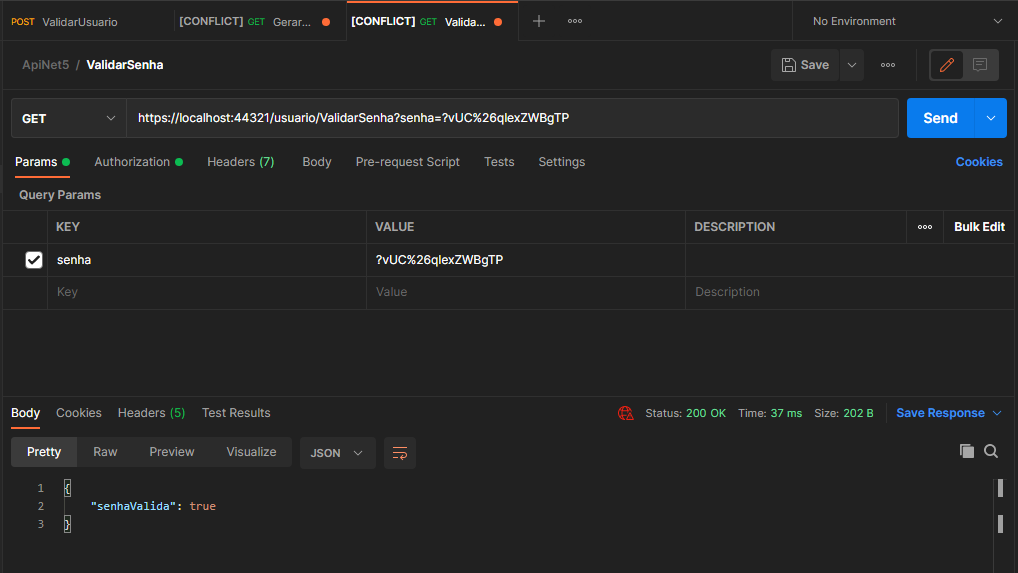 POST ValidarUsuario [CONFLICT] GET Gerar... [CONFLICT] GET Valida... No Environment
ApiNet5 / ValidarSenha Save
GET https://localhost:44321/usuario/ValidarSenha?senha=?vUC%26qlexZWBgTP Send
Params Authorization Headers (7) Body Pre-request Script Tests Settings Cookies
Query Params
KEY VALUE DESCRIPTION Bulk Edit
senha ?vUC%26qlexZWBgTP
Key Value Description
Body Cookies Headers (5) Test Results Status: 200 OK Time: 37 ms Size: 202 B Save Response
Pretty Raw Preview Visualize JSON
1 {
2 "senhaValida": true
3 }